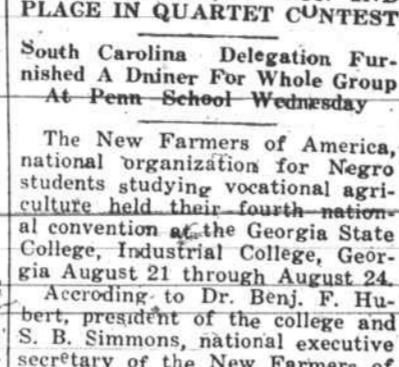 PLACE IN QUARTET CONTEST
South Carolina Delegation Fur-
nished A Dniner For Whole Group
At Penn School Wednesday
The New Farmers of America,
national organization for Negro
students studying vocational agri-
culture held their fourth nation-
al convention at the Georgia State
College, Industrial College, Geor-
gia August 21 through August 24.
Accroding to Dr. Benj. F. Hu-
bert, president of the college and
S. B. Simmons, national executive
secretary of the New Farmers of